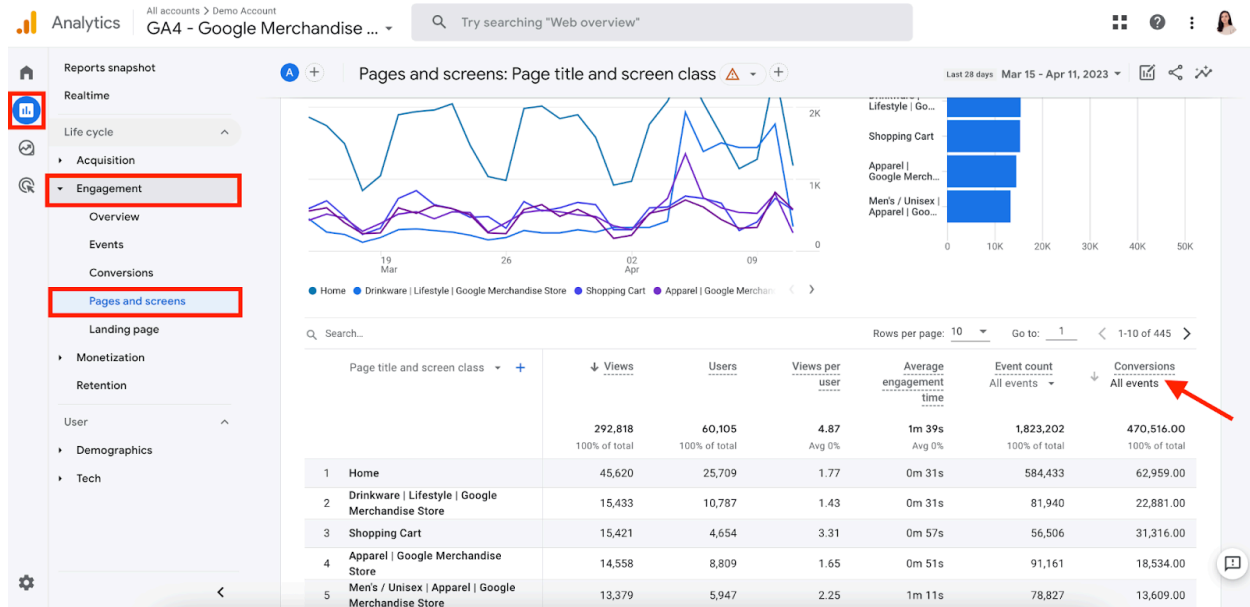 All accounts > Demo Account
Analytics
GA4 - Google Merchandise ...
Try searching "Web overview"
Reports snapshot
Realtime
Life cycle
Acquisition
Engagement
Overview
Events
Conversions
Pages and screens
Landing page
Monetization
Retention
User
Demographics
Tech
A
Pages and screens: Page title and screen class
Last 28 days Mar 15 - Apr 11, 2023
2K
1K
0
19
Mar
26
02
Apr
09
Home
Drinkware | Lifestyle | Google Merchandise Store
Shopping Cart
Apparel | Google Merchan
Lifestyle | Go...
Shopping Cart
Apparel |
Google Merch...
Men's / Unisex |
Apparel | Goo...
0 10K 20K 30K 40K 50K
Search...
Rows per page: 10
Go to: 1
1-10 of 445
Page title and screen class
Views
Users
Views per
user
Average
engagement
time
Event count
All events
Conversions
All events
292,818 60,105 4.87 1m 39s 1,823,202 470,516.00
100% of total 100% of total Avg 0% Avg 0% 100% of total 100% of total
1 Home 45,620 25,709 1.77 0m 31s 584,433 62,959.00
2 Drinkware | Lifestyle | Google
Merchandise Store 15,433 10,787 1.43 0m 31s 81,940 22,881.00
3 Shopping Cart 15,421 4,654 3.31 0m 57s 56,506 31,316.00
4 Apparel | Google Merchandise
Store 14,558 8,809 1.65 0m 51s 91,161 18,534.00
5 Men's / Unisex | Apparel | Google
Merchandise Store 13,379 5,947 2.25 1m 11s 78,827 13,609.00